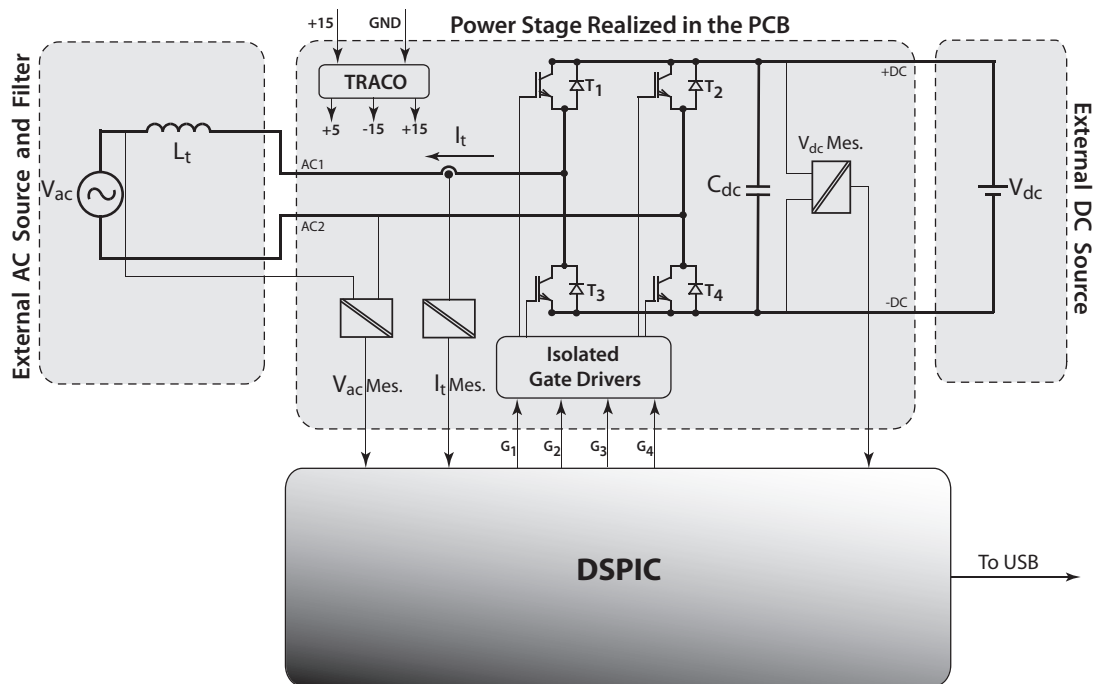 +15
GND
Power Stage Realized in the PCB
External AC Source and Filter
TRACO
+5
-15
+15
T1
T2
+DC
Vdc Mes.
External DC Source
Lt
It
AC1
Vac
Cdc
Vdc
AC2
T3
T4
-DC
Isolated
Gate Drivers
Vac Mes.
It Mes.
G1
G2
G3
G4
DSPIC
To USB